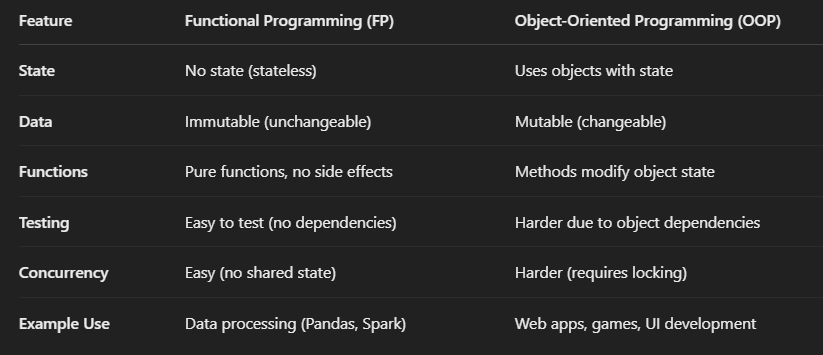 Feature Functional Programming (FP) Object-Oriented Programming (OOP)
State No state (stateless) Uses objects with state
Data Immutable (unchangeable) Mutable (changeable)
Functions Pure functions, no side effects Methods modify object state
Testing Easy to test (no dependencies) Harder due to object dependencies
Concurrency Easy (no shared state) Harder (requires locking)
Example Use Data processing (Pandas, Spark) Web apps, games, UI development